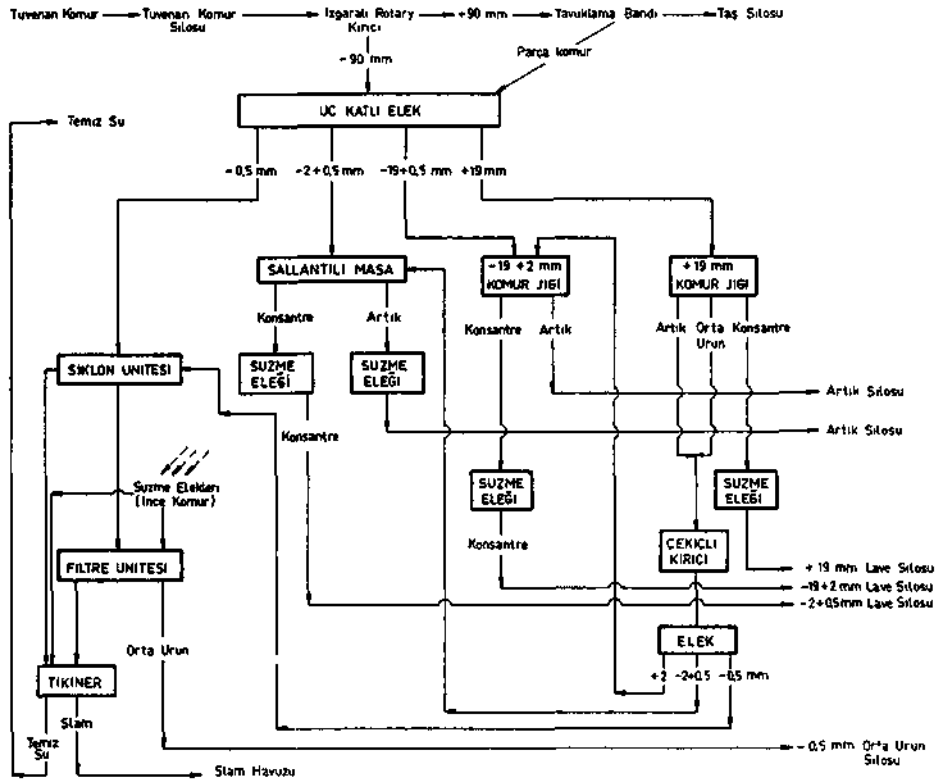 Tuvenan Komur
Tuvenan Komur
Silosu
Izgaralı Rotary
Kırıcı
+90 mm
Tavuklama Bandı
Taş Silosu
Parça komur
-90 mm
UC KATLI ELEK
Temiz Su
-0,5 mm
-2+0,5 mm
-19+0,5 mm
+19 mm
SALLANTILI MASA
-19 +2 mm
KOMUR JIGİ
+19 mm
KOMUR JIGI
Konsantre
Artık
Konsantre
Artık
Artık
Orta
Urun
Konsantre
SIKLON UNITESI
SUZME
ELEĞİ
SUZME
ELEĞI
Artık Silosu
Konsantre
Artık Silosu
Suzme Elekları
(Ince Komur)
SUZME
ELEĞİ
SUZME
ELEĞI
Konsantre
ÇEKIÇLI
KIRICI
FILTRE UNITESI
+ 19 mm Lave Silosu
-19+2 mm Lave Silosu
-2+0,5mm Lave Silosu
Orta Urun
ELEK
+2
-2+0,5
-0,5 mm
TIKINER
Slam
Temiz
Su
- 0,5 mm Orta Urun
Silosu
Slam Havuzu